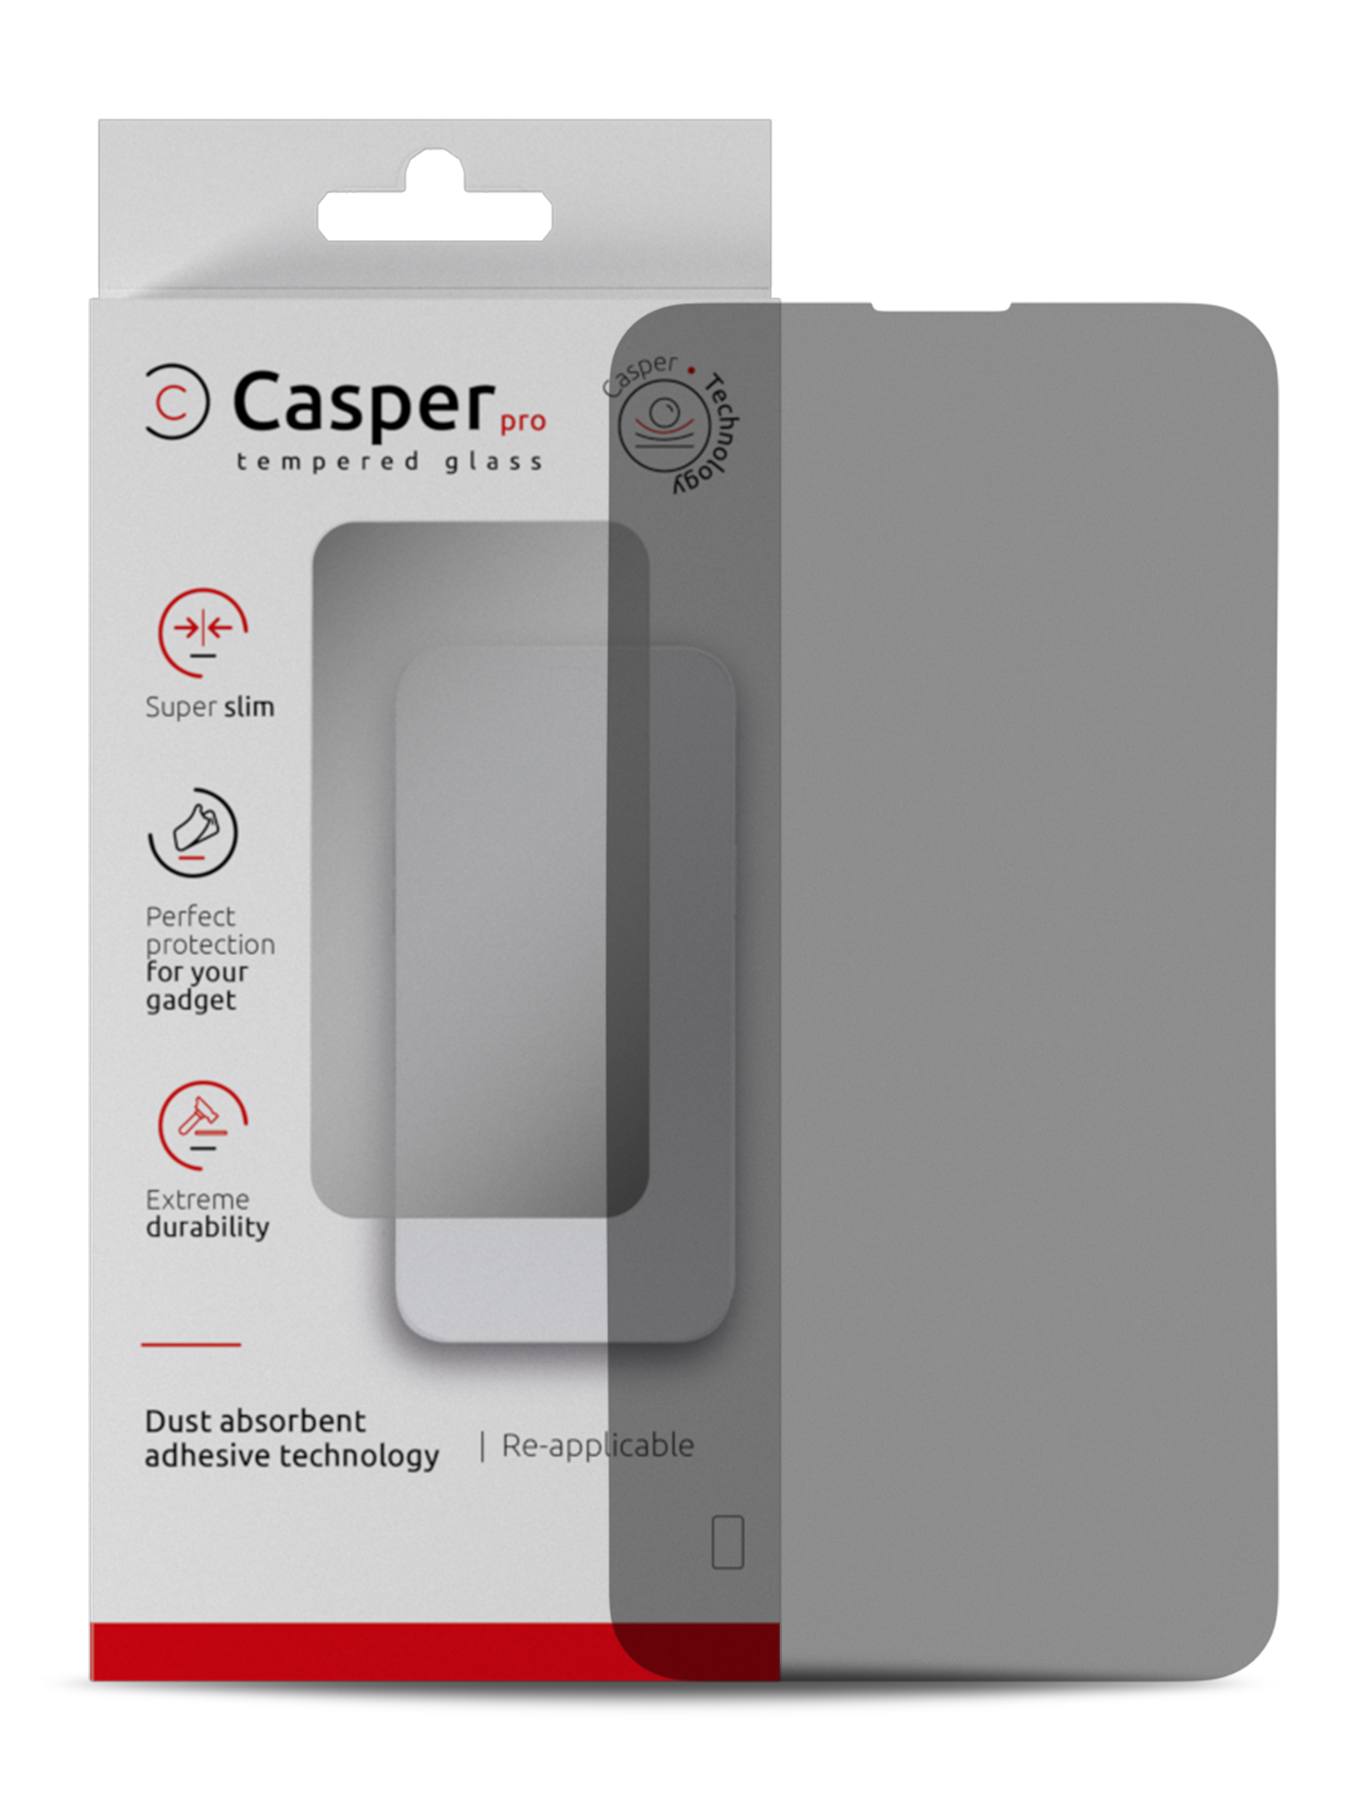 C Casper pro
tempered glass
Casper • Technology
Super slim
Perfect
protection
for your
gadget
Extreme
durability
Dust absorbent
adhesive technology
| Re-applicable